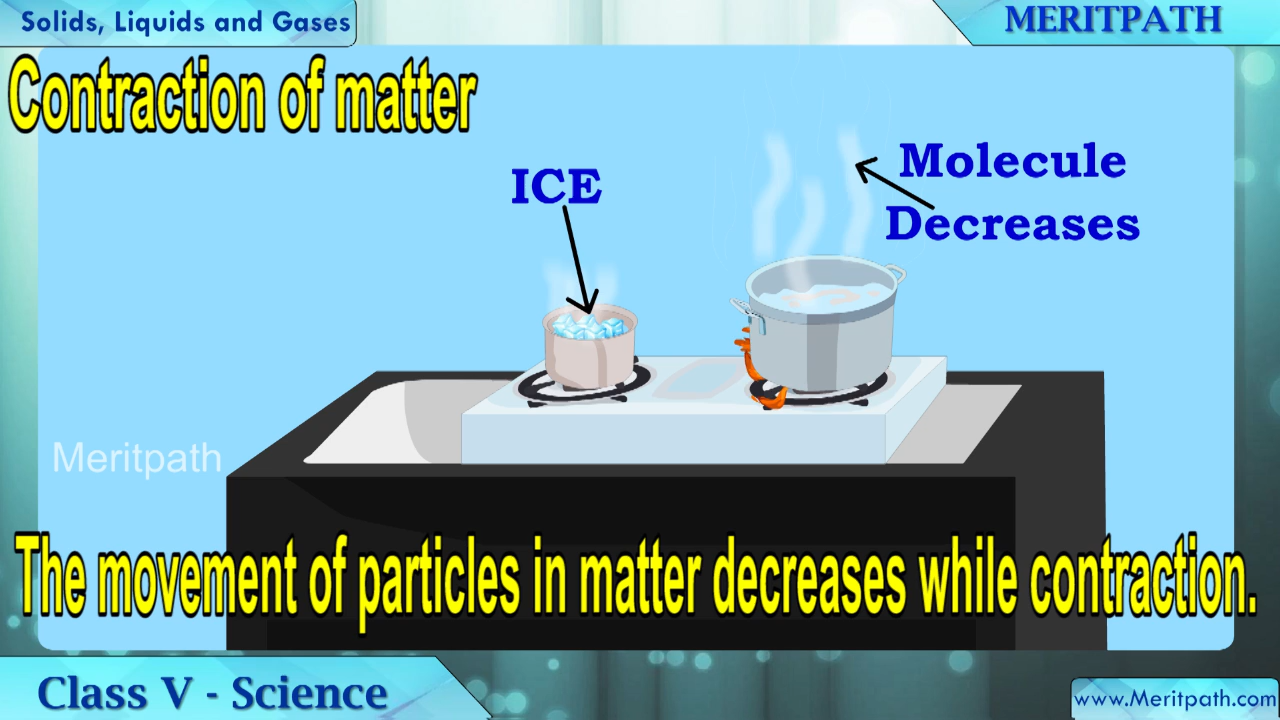 Solids, Liquids and Gases
MERITPATH
Contraction of matter
ICE
Molecule
Decreases
Meritpath
The movement of particles in matter decreases while contraction.
Class V - Science
www.Meritpath.com